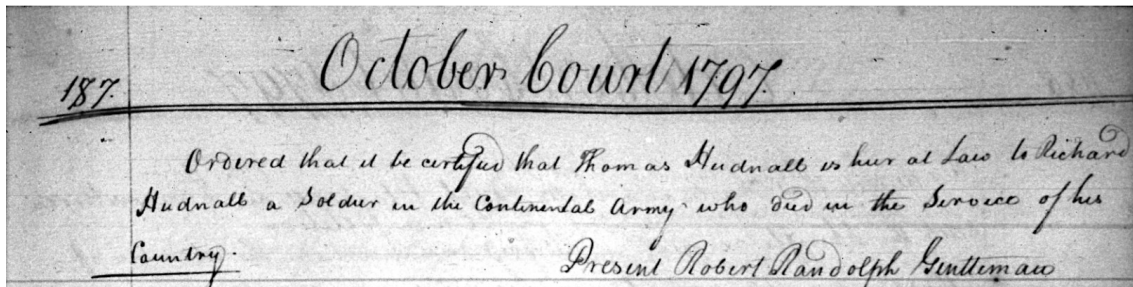 October Court 1797.
187.
Ordered that it be certified that Thomas Hudnall is heir at Law to Richard
Hudnall a Soldier in the Continental Army who died in the Service of his
Country.
Present Robert Randolph Gentleman